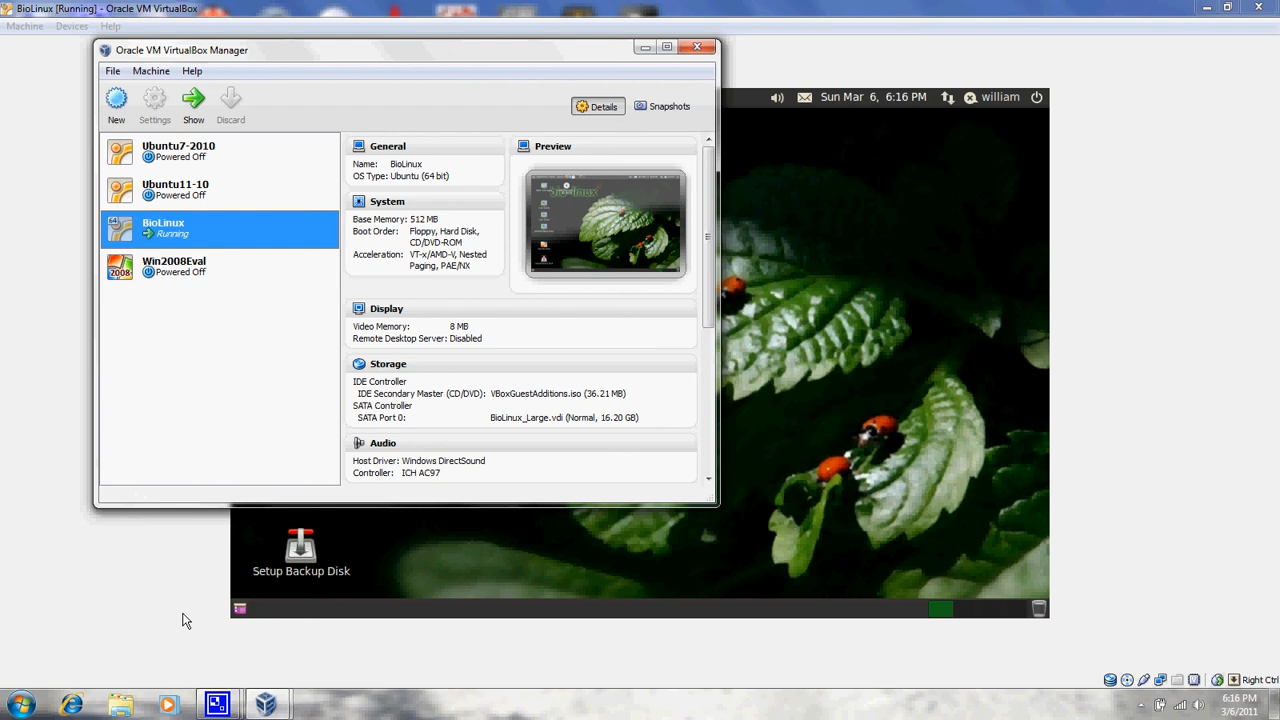 BioLinux [Running] - Oracle VM VirtualBox
Machine Devices Help
Oracle VM VirtualBox Manager
File Machine Help
New Settings Show Discard
Details Snapshots
Ubuntu7-2010
Powered Off
Ubuntu11-10
Powered Off
64
BioLinux
Running
2008
Win2008Eval
Powered Off
General
Name: BioLinux
OS Type: Ubuntu (64 bit)
System
Base Memory: 512 MB
Boot Order: Floppy, Hard Disk,
CD/DVD-ROM
Acceleration: VT-x/AMD-V, Nested
Paging, PAE/NX
Preview
Biolinux
Display
Video Memory: 8 MB
Remote Desktop Server: Disabled
Storage
IDE Controller
IDE Secondary Master (CD/DVD): VBoxGuestAdditions.iso (36.21 MB)
SATA Controller
SATA Port 0: BioLinux_Large.vdi (Normal, 16.20 GB)
Audio
Host Driver: Windows DirectSound
Controller: ICH AC97
Sun Mar 6, 6:16 PM william
Setup Backup Disk
Right Ctrl
6:16 PM
3/6/2011